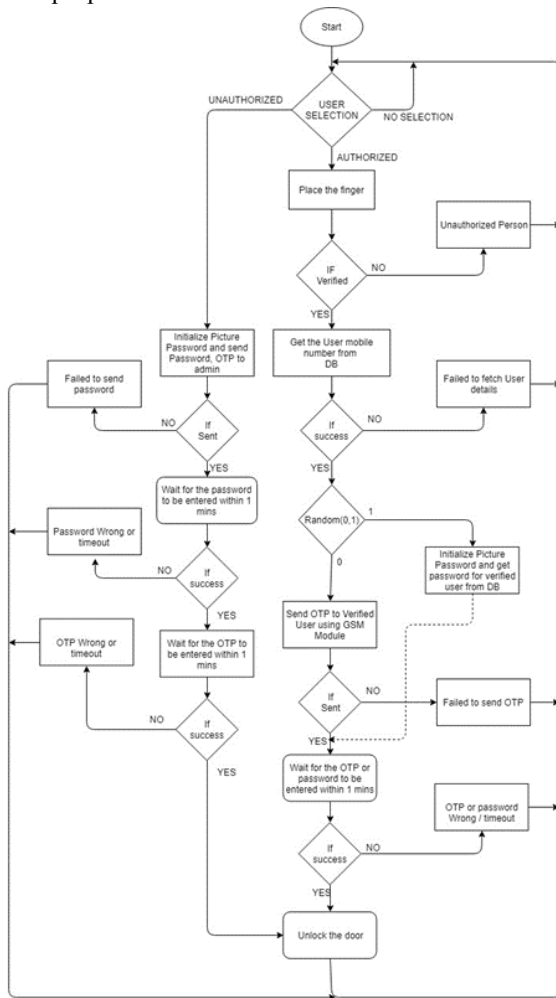 Start
USER
SELECTION
UNAUTHORIZED
NO SELECTION
AUTHORIZED
Place the finger
Unauthorized Person
IF
Verified
NO
YES
Initialize Picture
Password and send
Password, OTP to
admin
Get the User mobile
number from
DB
Failed to send
password
Failed to fetch User
details
If
Sent
NO
YES
If
success
NO
YES
Wait for the password
to be entered within 1
mins
Random(0,1)
1
0
Password Wrong or
timeout
If
success
NO
YES
Initialize Picture
Password and get
password for verified
user from DB
Send OTP to Verified
User using GSM
Module
OTP Wrong or
timeout
Wait for the OTP to
be entered within 1
mins
If
Sent
NO
YES
Failed to send OTP
If
success
NO
YES
Wait for the OTP or
password to be
entered within 1 mins
OTP or password
Wrong / timeout
If
success
NO
YES
Unlock the door